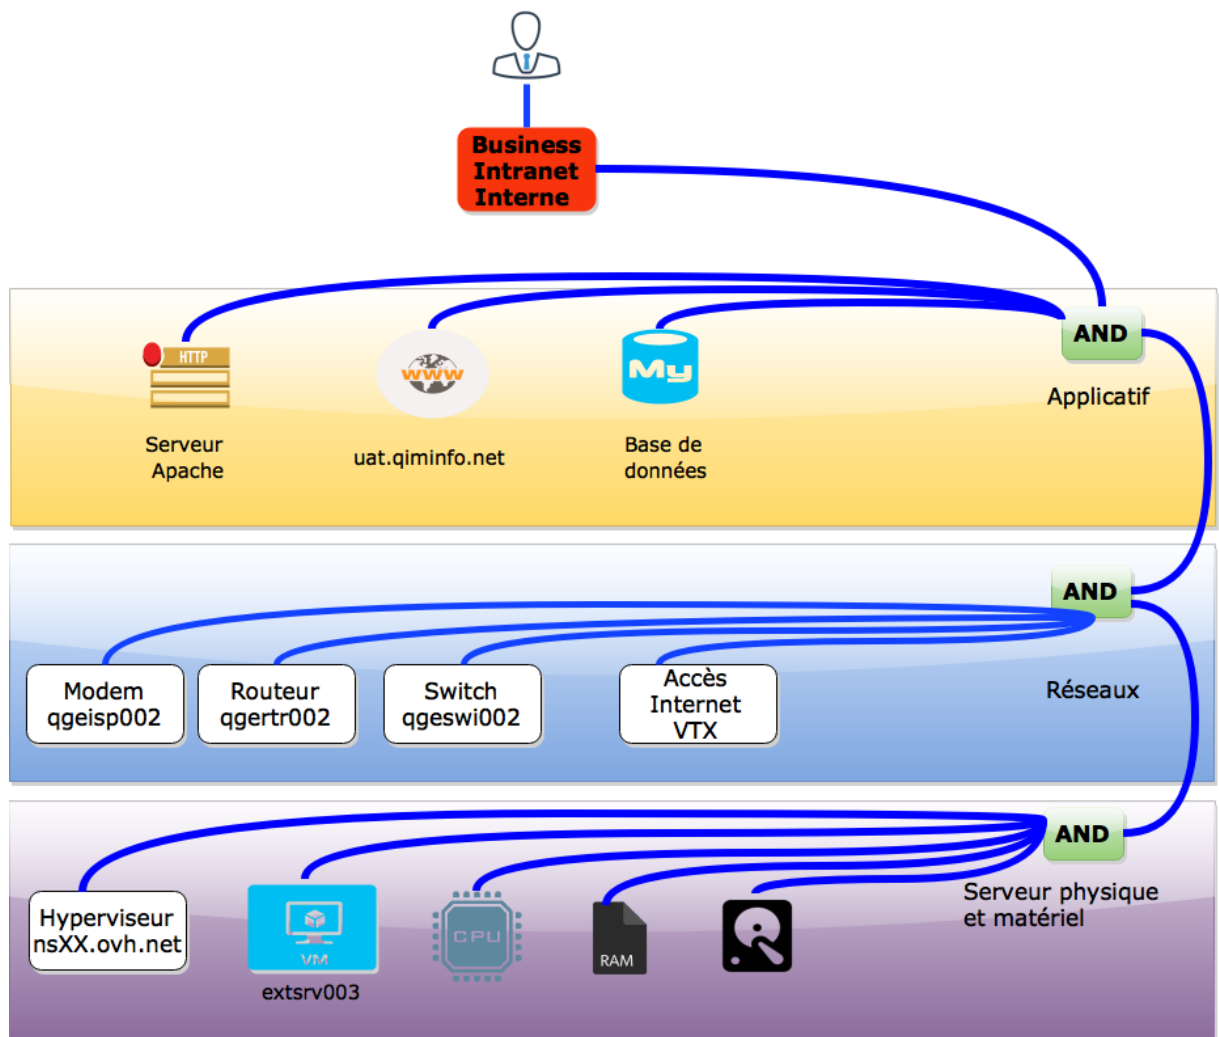 Business
Intranet
Interne
AND
Applicatif
HTTP
www
My
Serveur
Apache
uat.qiminfo.net
Base de
données
AND
Réseaux
Modem
qgeisp002
Routeur
qgertr002
Switch
qgeswi002
Accès
Internet
VTX
AND
Serveur physique
et matériel
Hyperviseur
nsXX.ovh.net
VM
extsrv003
CPU
RAM